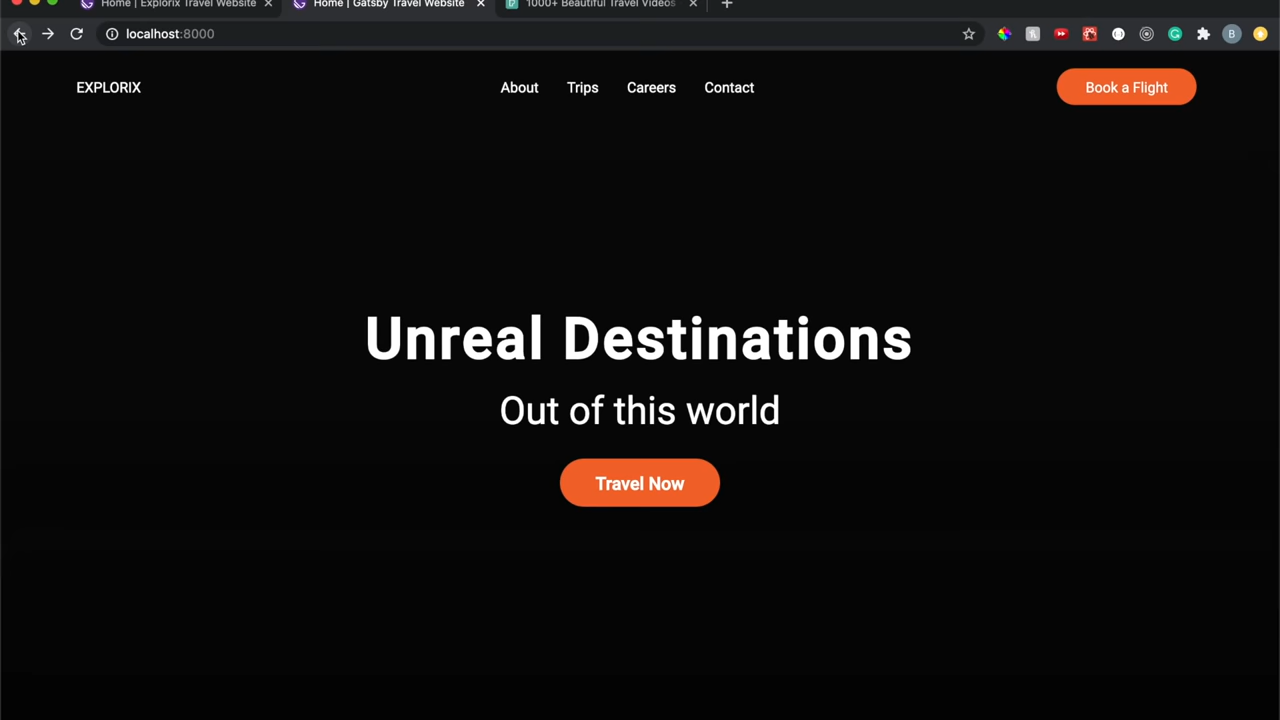 Home | Explorix Travel Website
Home | Gatsby Travel Website
1000+ Beautiful Travel Videos
localhost:8000
B
EXPLORIX
About
Trips
Careers
Contact
Book a Flight
Unreal Destinations
Out of this world
Travel Now